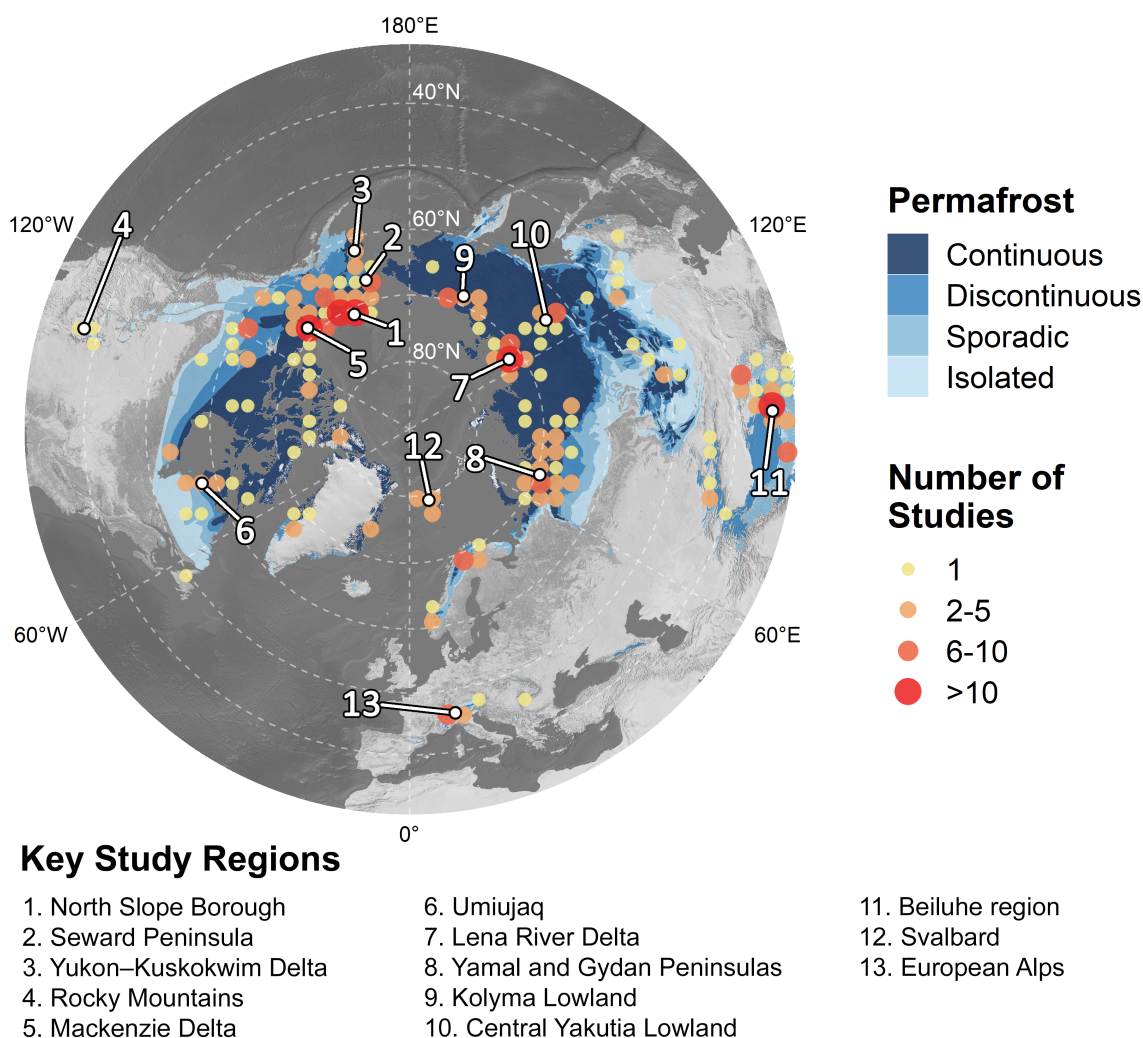 180°E
40°N
3
60°N
120°W
4
2
10
120°E
9
1
80°N
5
7
12
8
11
6
60°W
60°E
13
0°
Permafrost
Continuous
Discontinuous
Sporadic
Isolated
Number of
Studies
1
2-5
6-10
>10
Key Study Regions
1. North Slope Borough
2. Seward Peninsula
3. Yukon–Kuskokwim Delta
4. Rocky Mountains
5. Mackenzie Delta
6. Umiujaq
7. Lena River Delta
8. Yamal and Gydan Peninsulas
9. Kolyma Lowland
10. Central Yakutia Lowland
11. Beiluhe region
12. Svalbard
13. European Alps